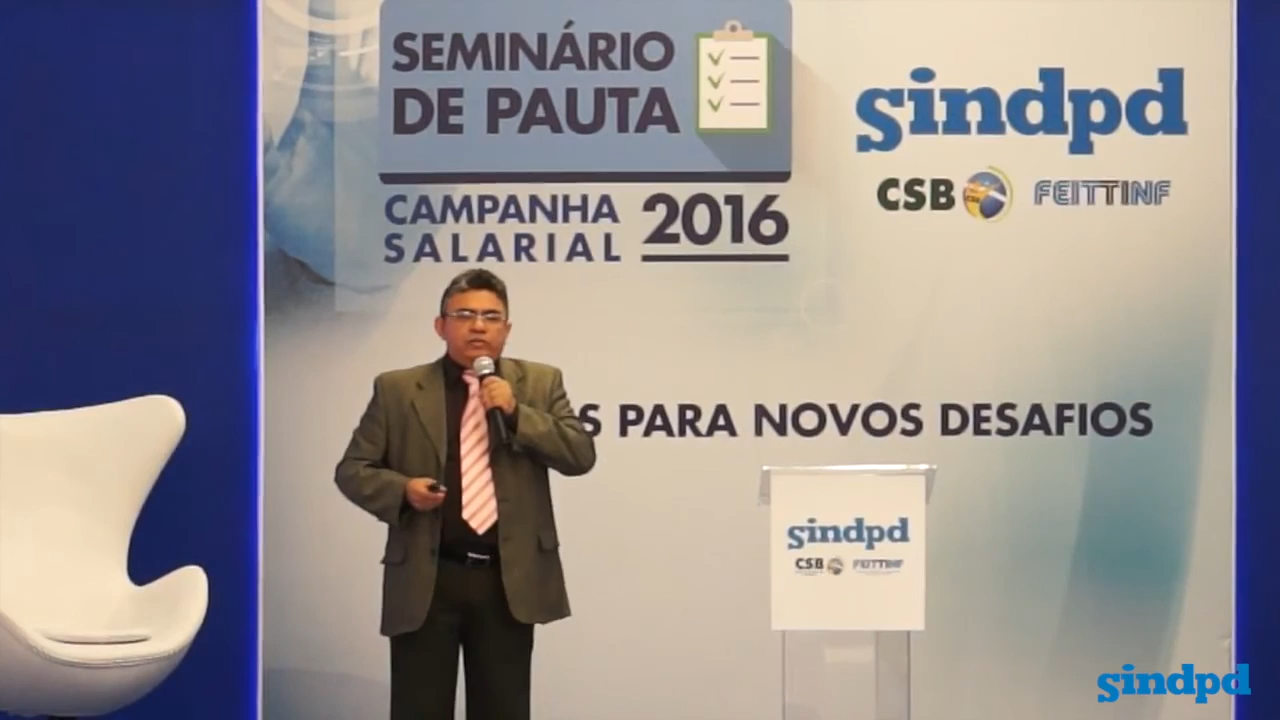 SEMINÁRIO
DE PAUTA
CAMPANHA
SALARIAL
2016
sindpd
CSB
FEITTINF
S PARA NOVOS DESAFIOS
sindpd
CSB
FEITTINF
sindpd